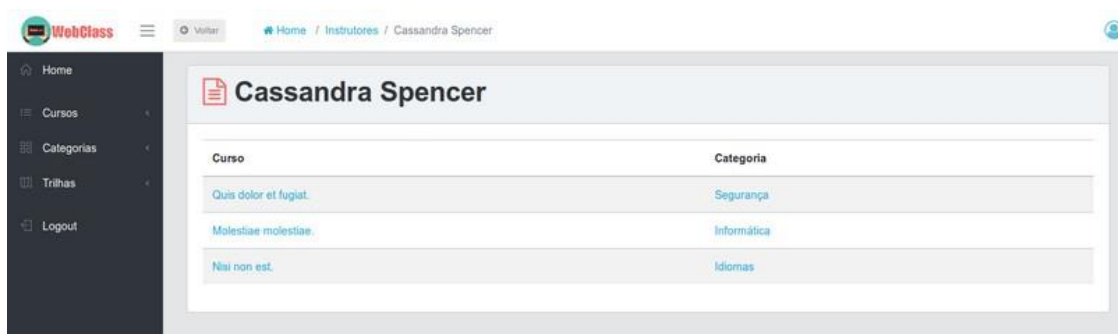 WebClass
Voltar
Home / Instrutores / Cassandra Spencer
Home
Cursos
Categorias
Trilhas
Logout
Cassandra Spencer
Curso Categoria
Quis dolor et fugiat. Segurança
Molestiae molestiae. Informática
Nisi non est. Idiomas